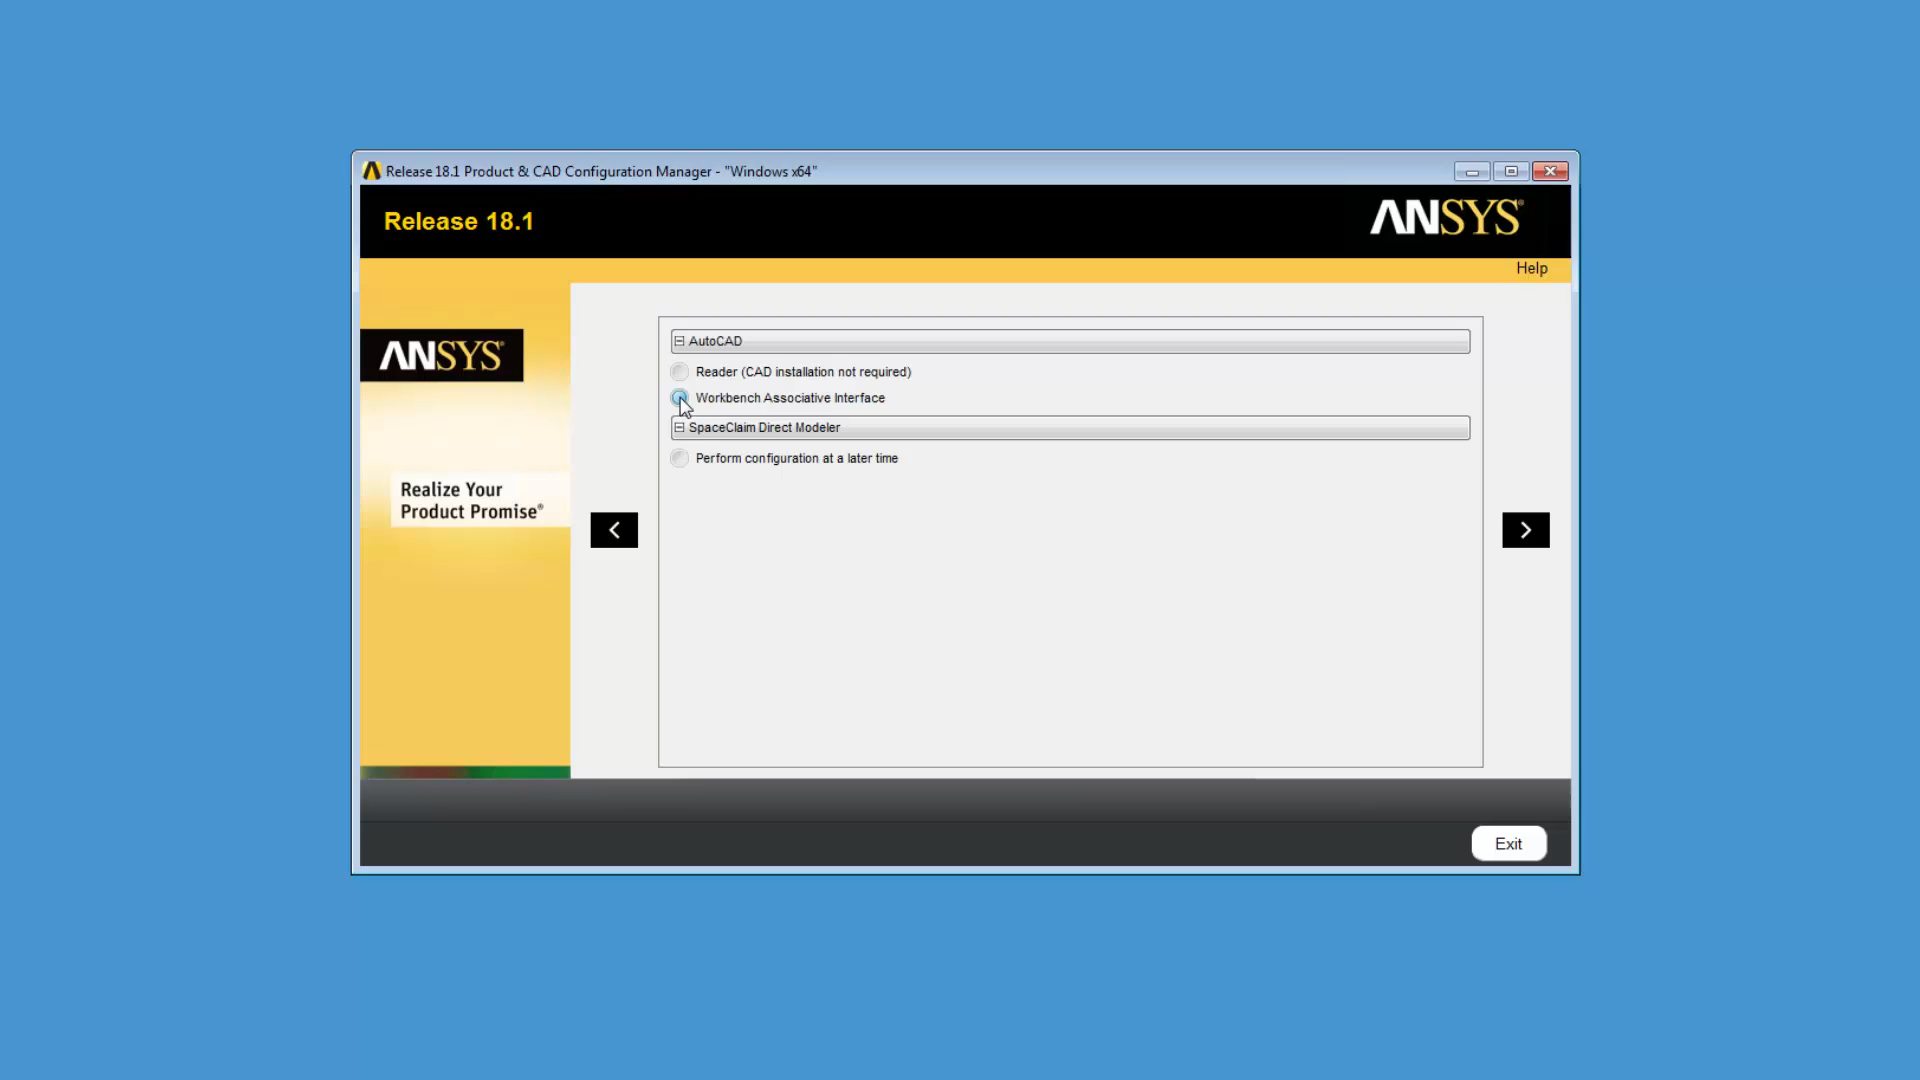 Release 18.1 Product & CAD Configuration Manager - "Windows x64"
Release 18.1
ANSYS®
Help
ANSYS®
Realize Your
Product Promise®
AutoCAD
Reader (CAD installation not required)
Workbench Associative Interface
SpaceClaim Direct Modeler
Perform configuration at a later time
Exit